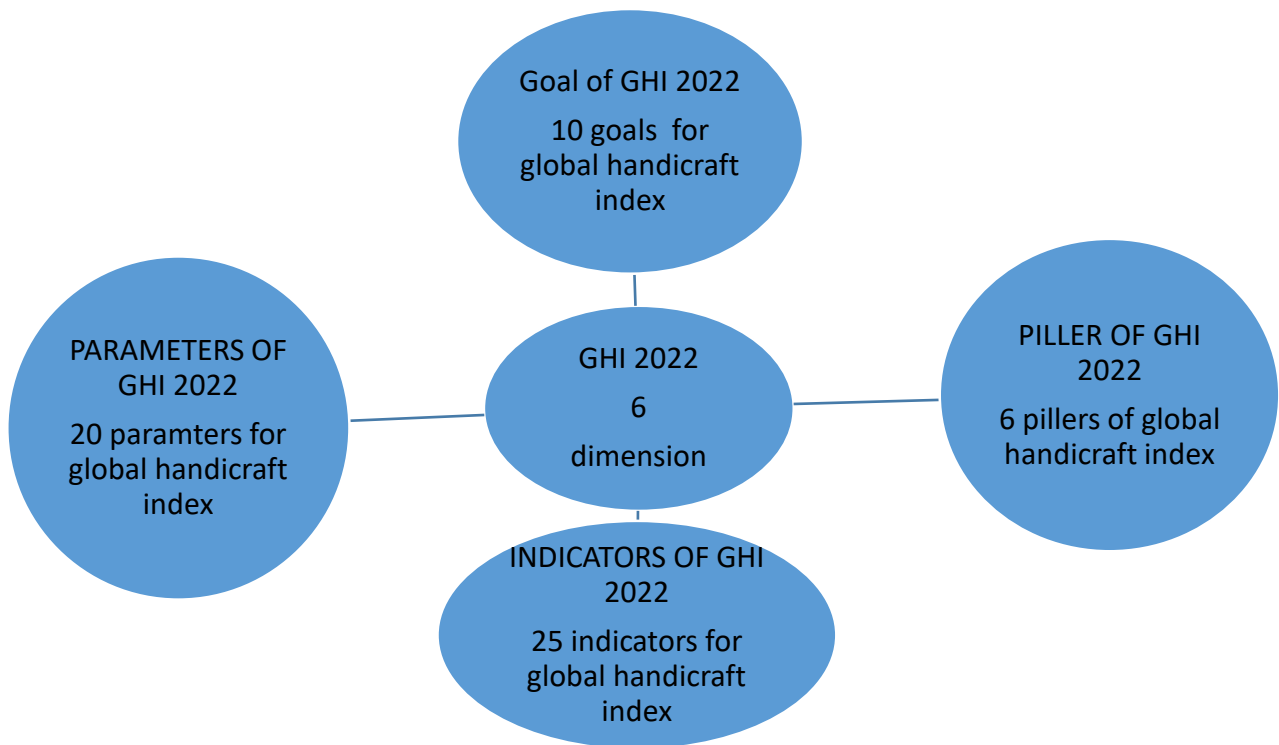 Goal of GHI 2022
10 goals for
global handicraft
index
PARAMETERS OF
GHI 2022
20 paramters for
global handicraft
index
GHI 2022
6
dimension
PILLER OF GHI
2022
6 pillers of global
handicraft index
INDICATORS OF GHI
2022
25 indicators for
global handicraft
index